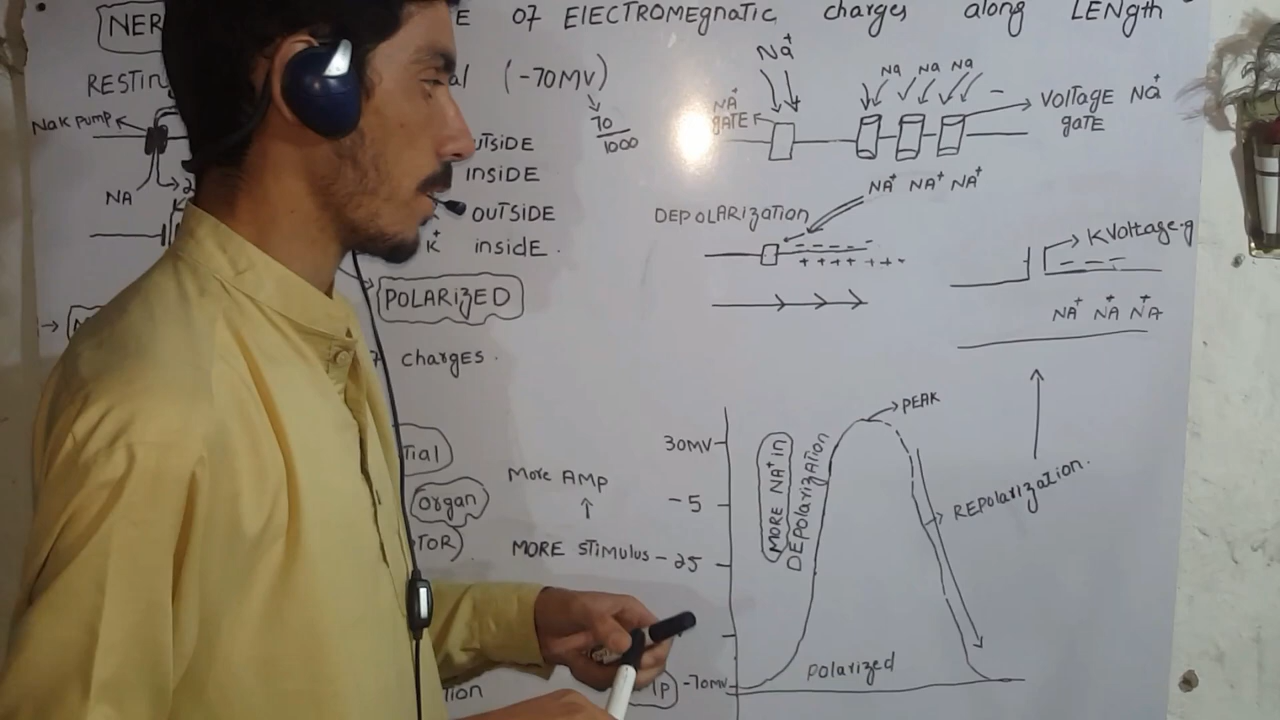 OF ElECTROMEgnatic charges along LENgth
RESTIN al (-70MV)
70
1000
NaK pump
OUTSIDE
INsiDE
NA
OUTSIDE
K+ insidE.
POLARizED
charges.
Tial
organ
TOR)
More AMP
MORE STIMULUS
Tion
Na+
NA+
gATE
NA NA NA
VOlTAgE Na+
gATE
DEPOLARIzation
NA+ NA+ NA+
- - - - -
+ + + + + + +
K Voltage.g
NA+ NA+ NA+
PEAK
30MV
-5
-25
-70MV
MORE NA+ in
DEPolarization
REPolarization.
polarized